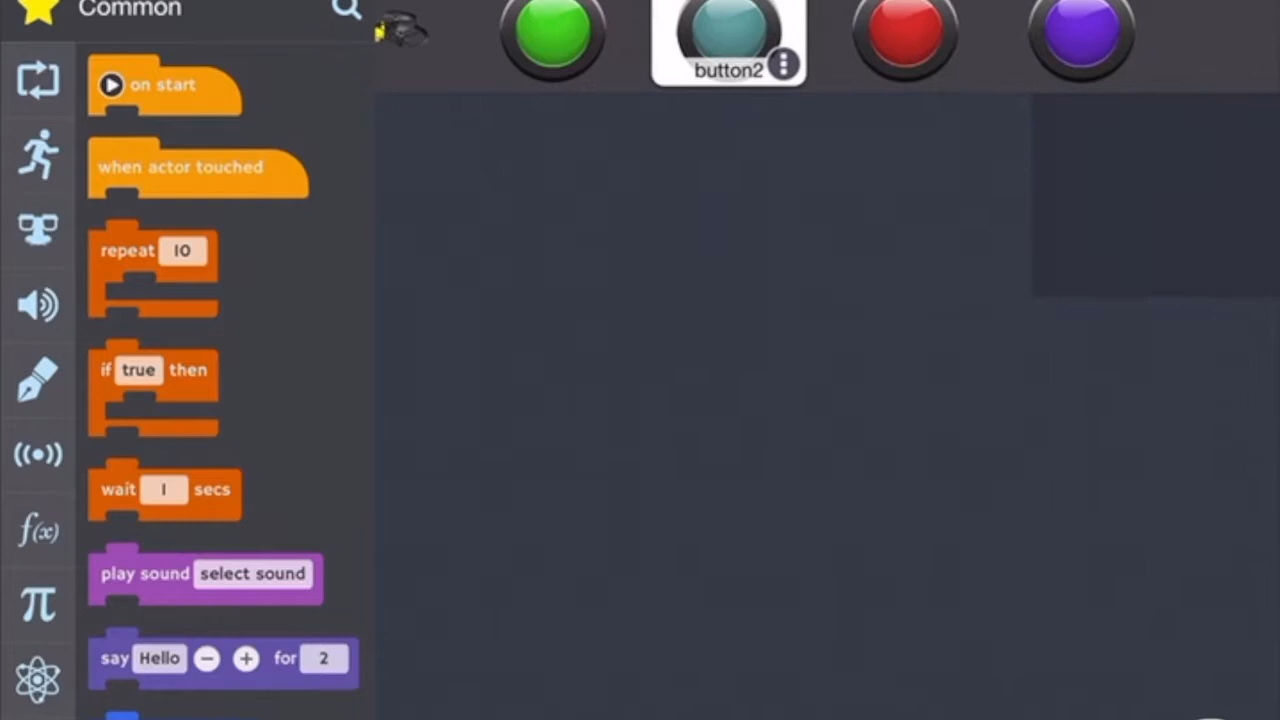 Common
button2
on start
when actor touched
repeat 10
if true then
wait 1 secs
f(x)
play sound select sound
π
say Hello − + for 2